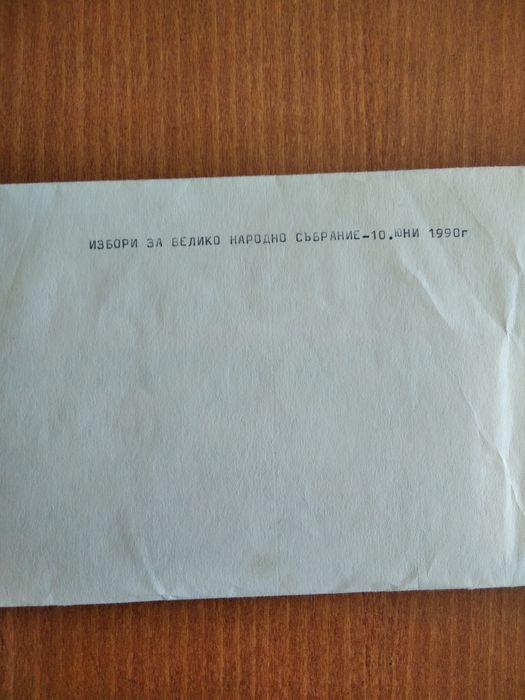 ИЗБОРИ ЗА ВЕЛИКО НАРОДНО СЪБРАНИЕ-10.ЮНИ 1990г